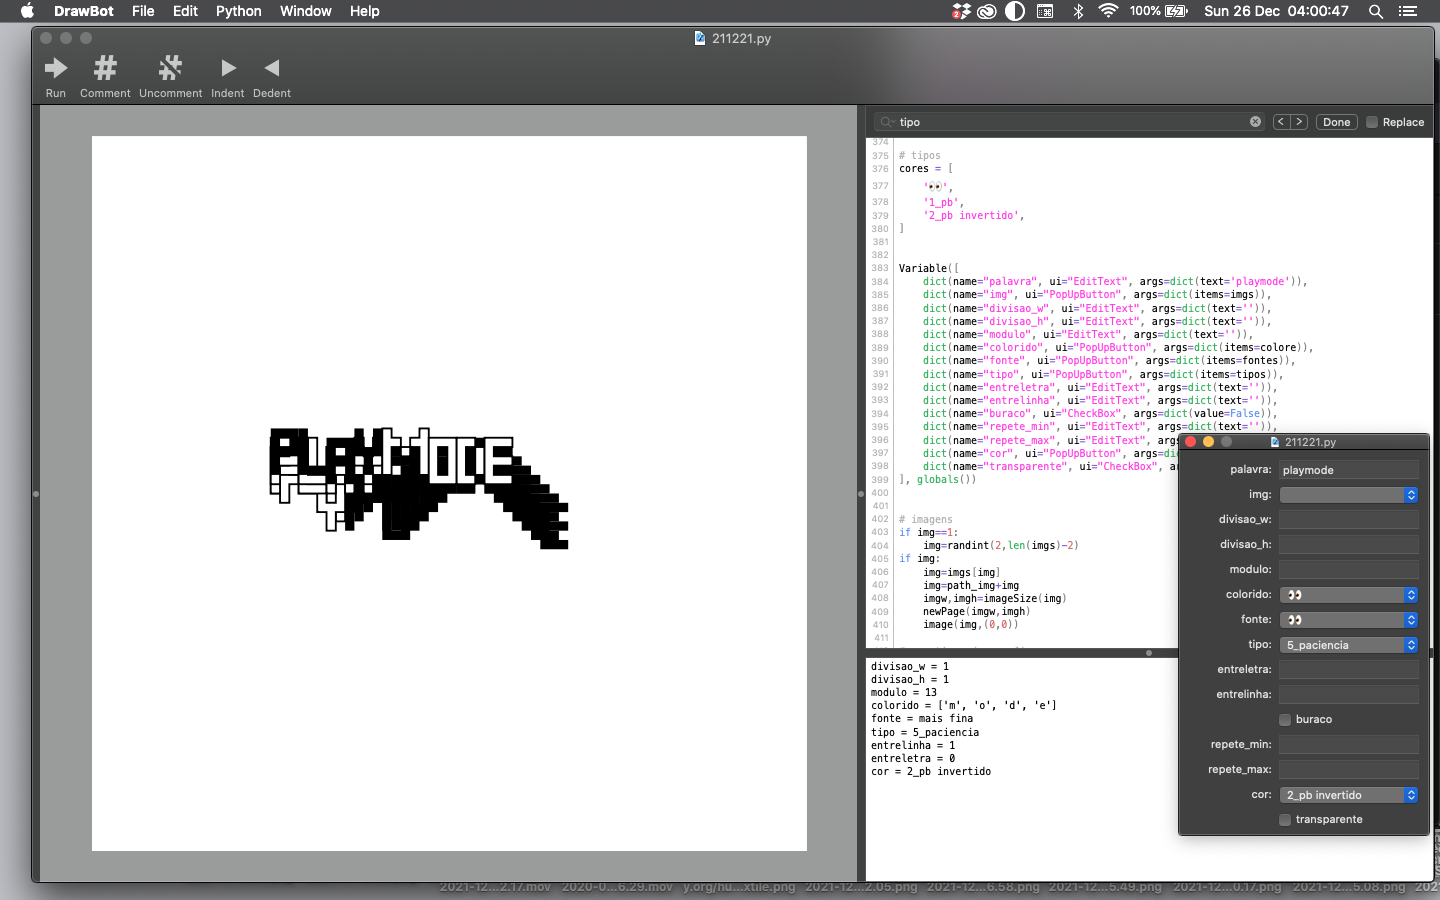 DrawBot File Edit Python Window Help
2
100% Sun 26 Dec 04:00:47
211221.py
Run Comment Uncomment Indent Dedent
PLAYMODE
tipo
Done Replace
374
375 # tipos
376 cores = [
377 '👀',
378 '1_pb',
379 '2_pb invertido',
380 ]
381
382
383 Variable([
384 dict(name="palavra", ui="EditText", args=dict(text='playmode')),
385 dict(name="img", ui="PopUpButton", args=dict(items=imgs)),
386 dict(name="divisao_w", ui="EditText", args=dict(text='')),
387 dict(name="divisao_h", ui="EditText", args=dict(text='')),
388 dict(name="modulo", ui="EditText", args=dict(text='')),
389 dict(name="colorido", ui="PopUpButton", args=dict(items=colore)),
390 dict(name="fonte", ui="PopUpButton", args=dict(items=fontes)),
391 dict(name="tipo", ui="PopUpButton", args=dict(items=tipos)),
392 dict(name="entreletra", ui="EditText", args=dict(text='')),
393 dict(name="entrelinha", ui="EditText", args=dict(text='')),
394 dict(name="buraco", ui="CheckBox", args=dict(value=False)),
395 dict(name="repete_min", ui="EditText", args=dict(text='')),
396 dict(name="repete_max", ui="EditText", a
397 dict(name="cor", ui="PopUpButton", args=d
398 dict(name="transparente", ui="CheckBox", a
399 ], globals())
400
401
402 # imagens
403 if img==1:
404 img=randint(2,len(imgs)-2)
405 if img:
406 img=imgs[img]
407 img=path_img+img
408 imgw,imgh=imageSize(img)
409 newPage(imgw,imgh)
410 image(img,(0,0))
411
divisao_w = 1
divisao_h = 1
modulo = 13
colorido = ['m', 'o', 'd', 'e']
fonte = mais fina
tipo = 5_paciencia
entrelinha = 1
entreletra = 0
cor = 2_pb invertido
211221.py
palavra: playmode
img:
divisao_w:
divisao_h:
modulo:
colorido: 👀
fonte: 👀
tipo: 5_paciencia
entreletra:
entrelinha:
buraco
repete_min:
repete_max:
cor: 2_pb invertido
transparente
2021-12...2.17.mov 2020-0...6.29.mov y.org/hu...xtile.png 2021-12...2.05.png 2021-12...6.58.png 2021-12...5.49.png 2021-12...0.17.png 2021-12...5.08.png 202